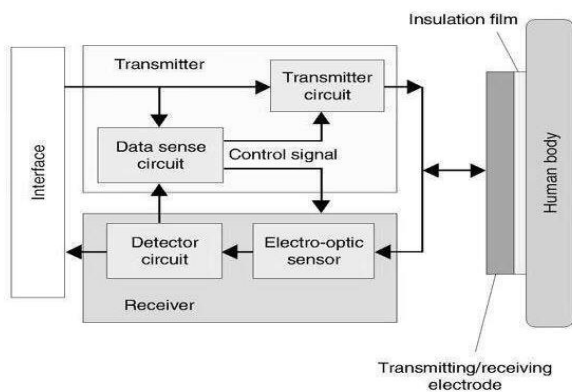 Insulation film
Transmitter
Transmitter
circuit
Data sense
circuit
Control signal
Interface
Human body
Detector
circuit
Electro-optic
sensor
Receiver
Transmitting/receiving
electrode